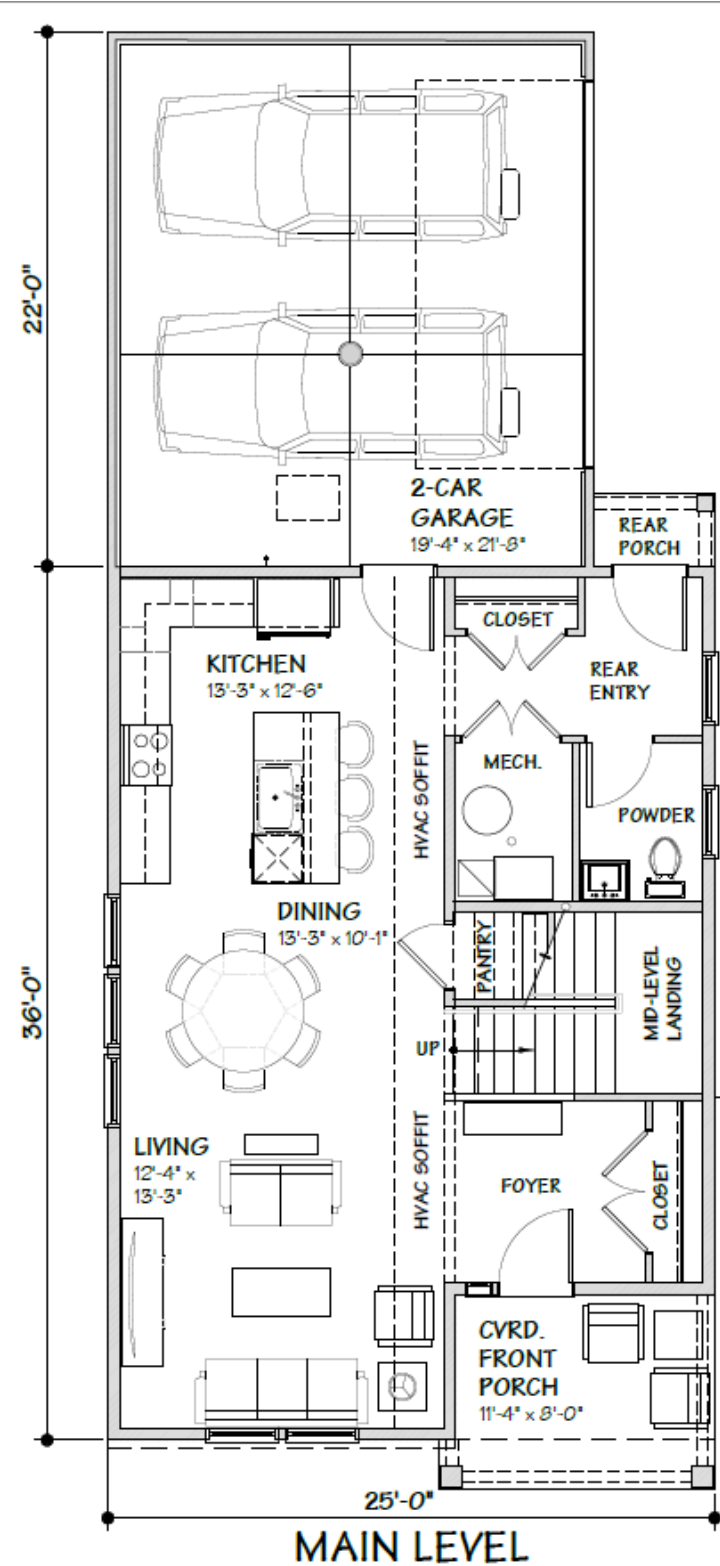 22'-0"
2-CAR
GARAGE
19'-4" x 21'-8"
REAR
PORCH
CLOSET
KITCHEN
13'-3" x 12'-6"
REAR
ENTRY
HVAC SOFFIT
MECH.
POWDER
DINING
13'-3" x 10'-1"
PANTRY
MID-LEVEL
LANDING
36'-0"
UP
LIVING
12'-4" x
13'-3"
HVAC SOFFIT
FOYER
CLOSET
CVRD.
FRONT
PORCH
11'-4" x 8'-0"
25'-0"
MAIN LEVEL